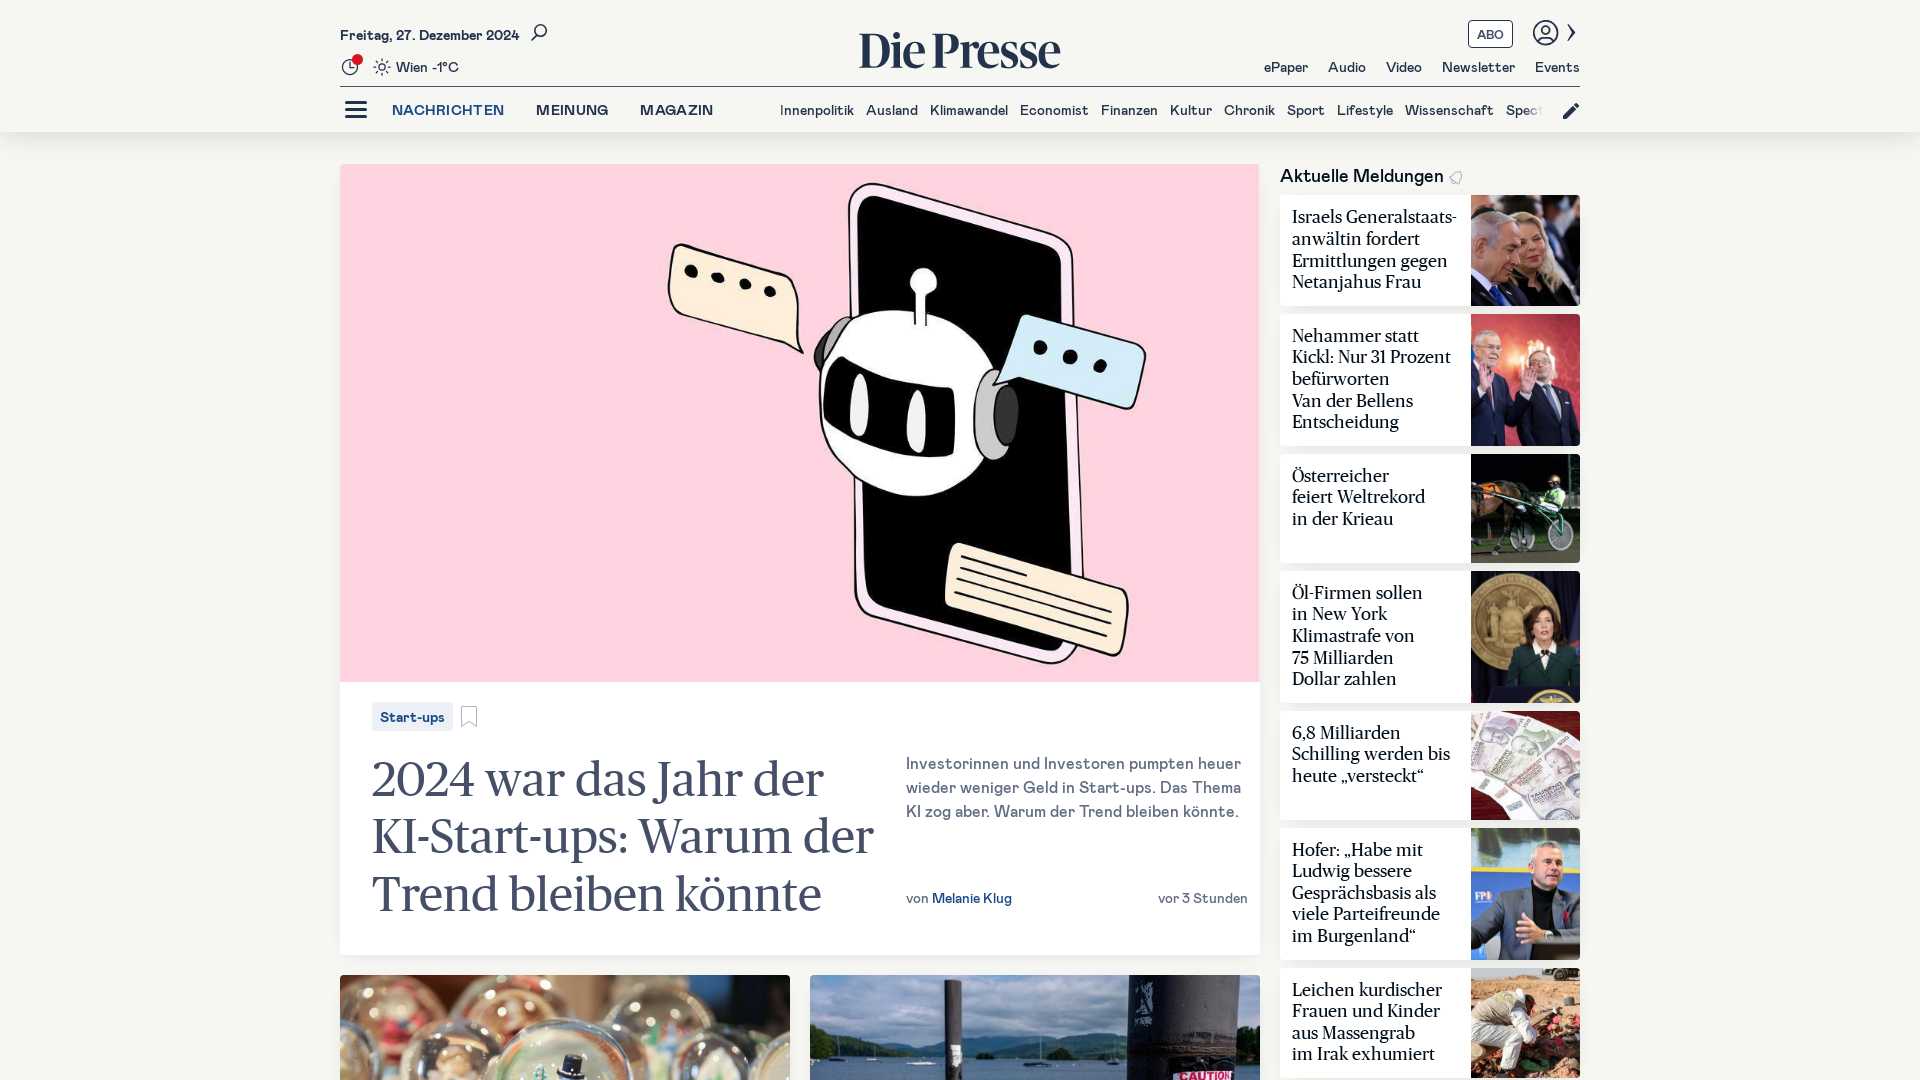 Freitag, 27. Dezember 2024
Wien -1°C
Die Presse
ABO
ePaper Audio Video Newsletter Events
NACHRICHTEN MEINUNG MAGAZIN
Innenpolitik Ausland Klimawandel Economist Finanzen Kultur Chronik Sport Lifestyle Wissenschaft Spect
Start-ups
2024 war das Jahr der
KI-Start-ups: Warum der
Trend bleiben könnte
Investorinnen und Investoren pumpten heuer
wieder weniger Geld in Start-ups. Das Thema
KI zog aber. Warum der Trend bleiben könnte.
von Melanie Klug
vor 3 Stunden
CAUTION
Aktuelle Meldungen
Israels Generalstaats-
anwältin fordert
Ermittlungen gegen
Netanjahus Frau
Nehammer statt
Kickl: Nur 31 Prozent
befürworten
Van der Bellens
Entscheidung
Österreicher
feiert Weltrekord
in der Krieau
Öl-Firmen sollen
in New York
Klimastrafe von
75 Milliarden
Dollar zahlen
6,8 Milliarden
Schilling werden bis
heute „versteckt“
Hofer: „Habe mit
Ludwig bessere
Gesprächsbasis als
viele Parteifreunde
im Burgenland“
Leichen kurdischer
Frauen und Kinder
aus Massengrab
im Irak exhumiert